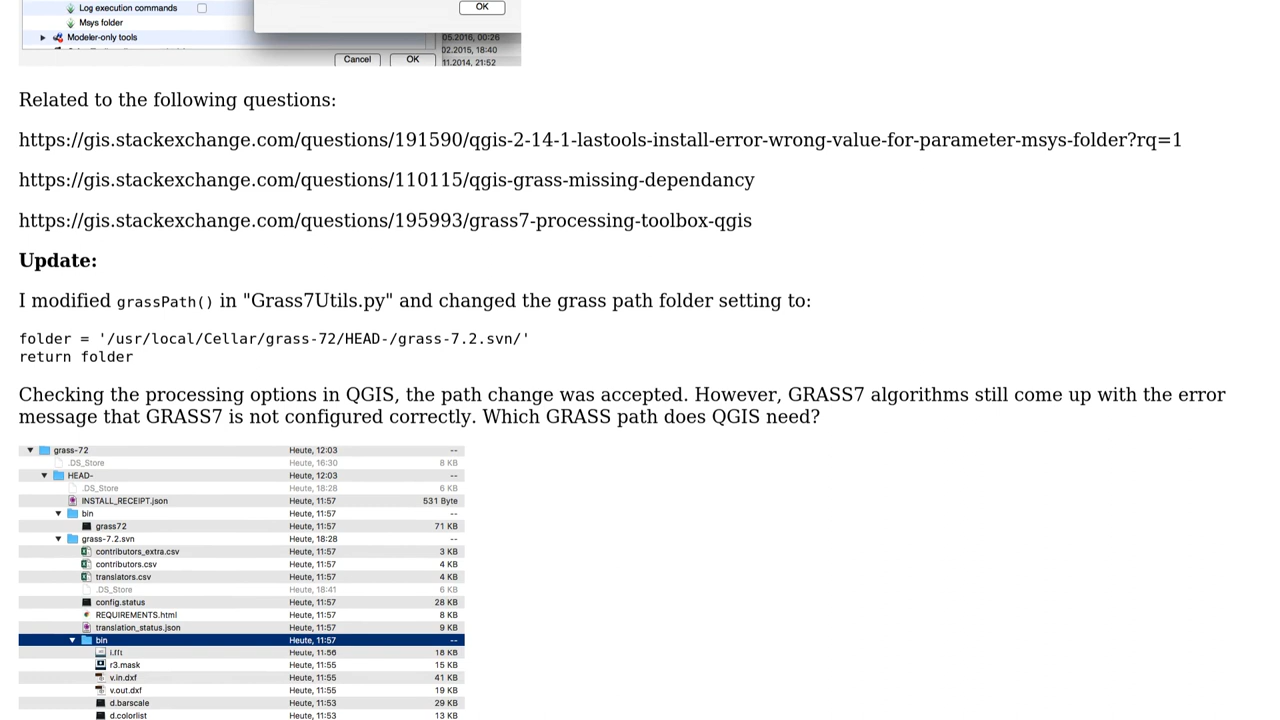 Log execution commands
OK
Msys folder
Modeler-only tools
05.2016, 00:26
02.2015, 18:40
Cancel
OK
11.2014, 21:52
Related to the following questions:
https://gis.stackexchange.com/questions/191590/qgis-2-14-1-lastools-install-error-wrong-value-for-parameter-msys-folder?rq=1
https://gis.stackexchange.com/questions/110115/qgis-grass-missing-dependancy
https://gis.stackexchange.com/questions/195993/grass7-processing-toolbox-qgis
Update:
I modified grassPath() in "Grass7Utils.py" and changed the grass path folder setting to:
folder = '/usr/local/Cellar/grass-72/HEAD-/grass-7.2.svn/'
return folder
Checking the processing options in QGIS, the path change was accepted. However, GRASS7 algorithms still come up with the error
message that GRASS7 is not configured correctly. Which GRASS path does QGIS need?
grass-72 Heute, 12:03 --
.DS_Store Heute, 16:30 8 KB
HEAD- Heute, 12:03 --
.DS_Store Heute, 18:28 6 KB
INSTALL_RECEIPT.json Heute, 11:57 531 Byte
bin Heute, 11:57 --
grass72 Heute, 11:57 71 KB
grass-7.2.svn Heute, 18:28 --
contributors_extra.csv Heute, 11:57 3 KB
contributors.csv Heute, 11:57 4 KB
translators.csv Heute, 11:57 4 KB
.DS_Store Heute, 18:41 6 KB
config.status Heute, 11:57 28 KB
REQUIREMENTS.html Heute, 11:57 8 KB
translation_status.json Heute, 11:57 9 KB
bin Heute, 11:57 --
i.fft Heute, 11:56 18 KB
r3.mask Heute, 11:55 15 KB
v.in.dxf Heute, 11:55 41 KB
v.out.dxf Heute, 11:55 19 KB
d.barscale Heute, 11:53 29 KB
d.colorlist Heute, 11:53 13 KB